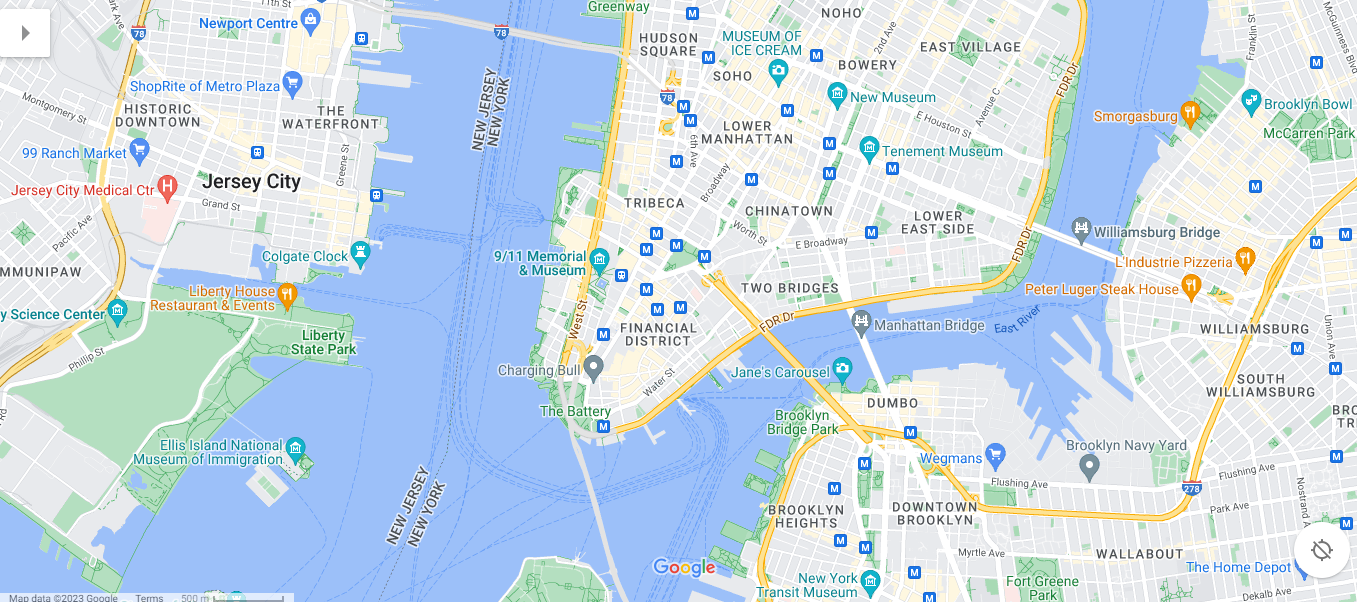 Greenway
NOHO
Newport Centre
78
78
HUDSON
SQUARE
MUSEUM OF
ICE CREAM
2nd Ave
EAST VILLAGE
Franklin St
McGuinness Blvd
BOWERY
SOHO
FDR Dr
ShopRite of Metro Plaza
78
New Museum
Avenue C
Brooklyn Bowl
Montgomery St
HISTORIC
DOWNTOWN
THE
WATERFRONT
NEW JERSEY
NEW YORK
LOWER
MANHATTAN
E Houston St
Smorgasburg
McCarren Park
99 Ranch Market
Greene St
6th Ave
Tenement Museum
Jersey City Medical Ctr
Jersey City
Broadway
Grand St
TRIBECA
CHINATOWN
LOWER
EAST SIDE
Pacific Ave
Worth St
E Broadway
FDR Dr
Williamsburg Bridge
Colgate Clock
9/11 Memorial
& Museum
L'Industrie Pizzeria
MMUNIPAW
Liberty House
Restaurant & Events
TWO BRIDGES
Peter Luger Steak House
y Science Center
West St
FDR Dr
Manhattan Bridge
East River
WILLIAMSBURG
Union Ave
Liberty
State Park
FINANCIAL
DISTRICT
Phillip St
Charging Bull
Water St
Jane's Carousel
SOUTH
WILLIAMSBURG
The Battery
Brooklyn
Bridge Park
DUMBO
BRO
TR
Rd
Ellis Island National
Museum of Immigration
Wegmans
Brooklyn Navy Yard
NEW JERSEY
NEW YORK
Flushing Ave
Flushing Ave
278
Nostrand A
BROOKLYN
HEIGHTS
DOWNTOWN
BROOKLYN
Park Ave
Myrtle Ave
WALLABOUT
Google
New York
Transit Museum
Fort Greene
Park
The Home Depot
DeKalb Ave
Map data ©2023 Google
Terms
500 m